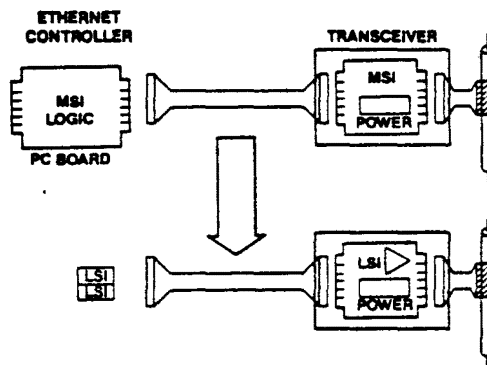 ETHERNET
CONTROLLER
TRANSCEIVER
MSI
LOGIC
MSI
POWER
PC BOARD
LSI
LSI
LSI
POWER